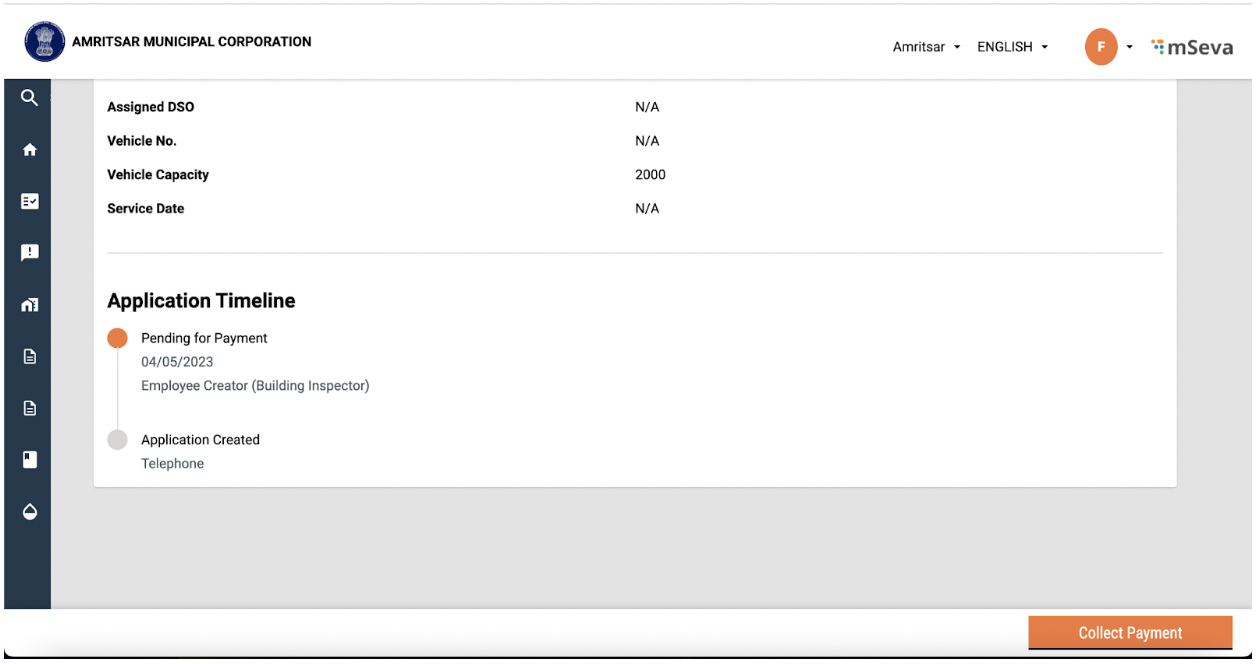 AMRITSAR MUNICIPAL CORPORATION
Amritsar
ENGLISH
F
mSeva
Assigned DSO N/A
Vehicle No. N/A
Vehicle Capacity 2000
Service Date N/A
Application Timeline
Pending for Payment
04/05/2023
Employee Creator (Building Inspector)
Application Created
Telephone
Collect Payment